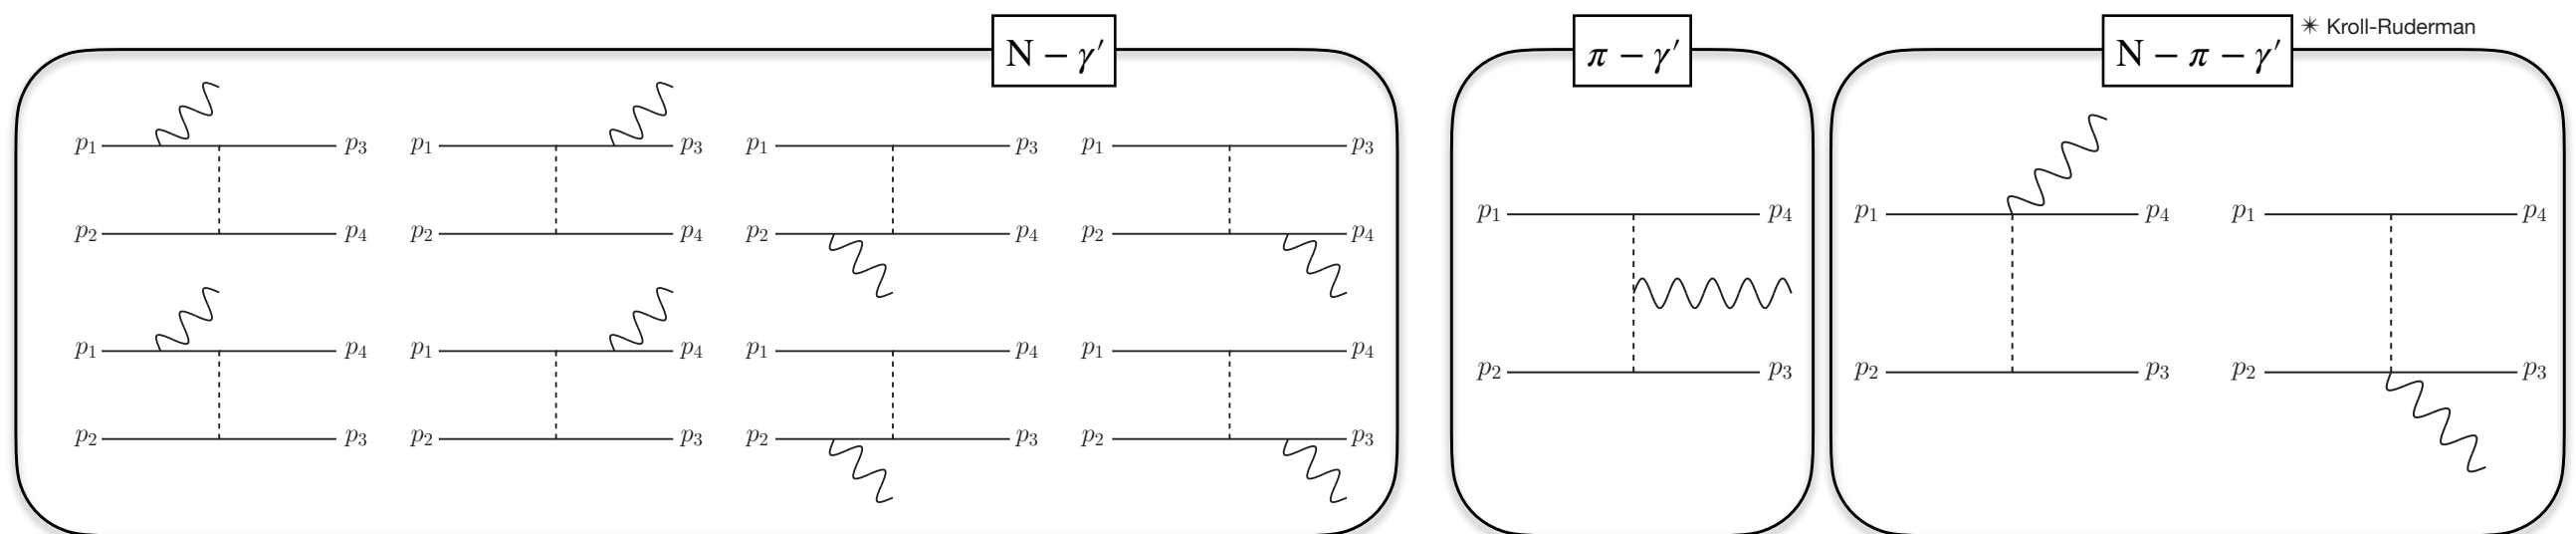 N − γ′
π − γ′
N − π − γ′
✴ Kroll-Ruderman
p₁ p₃ p₁ p₃ p₁ p₃ p₁ p₃
p₂ p₄ p₂ p₄ p₂ p₄ p₂ p₄
p₁ p₄ p₁ p₄ p₁ p₄ p₁ p₄
p₂ p₃ p₂ p₃ p₂ p₃ p₂ p₃
p₁ p₄
p₂ p₃
p₁ p₄ p₁ p₄
p₂ p₃ p₂ p₃